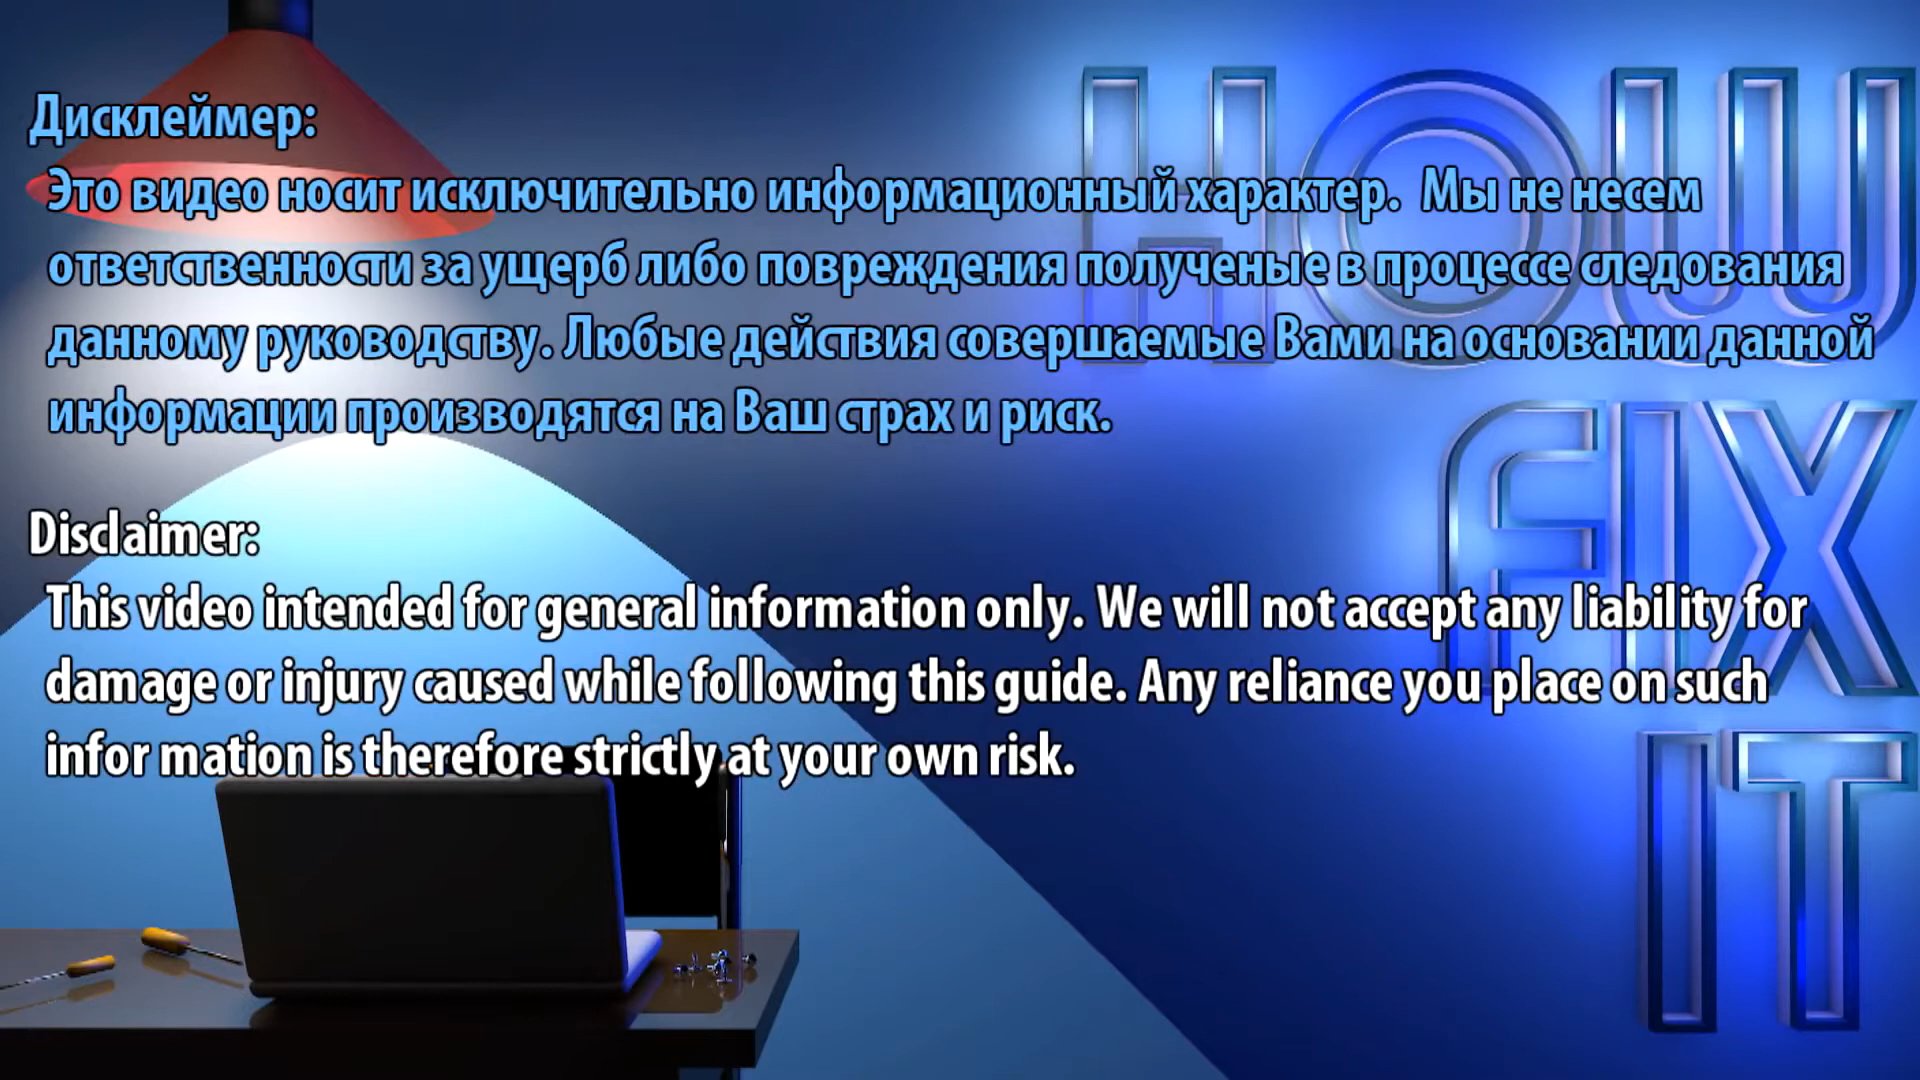 Дисклеймер:
Это видео носит исключительно информационный характер. Мы не несем
ответственности за ущерб либо повреждения полученые в процессе следования
данному руководству. Любые действия совершаемые Вами на основании данной
информации производятся на Ваш страх и риск.
Disclaimer:
This video intended for general information only. We will not accept any liability for
damage or injury caused while following this guide. Any reliance you place on such
infor mation is therefore strictly at your own risk.
HOW
FIX
IT